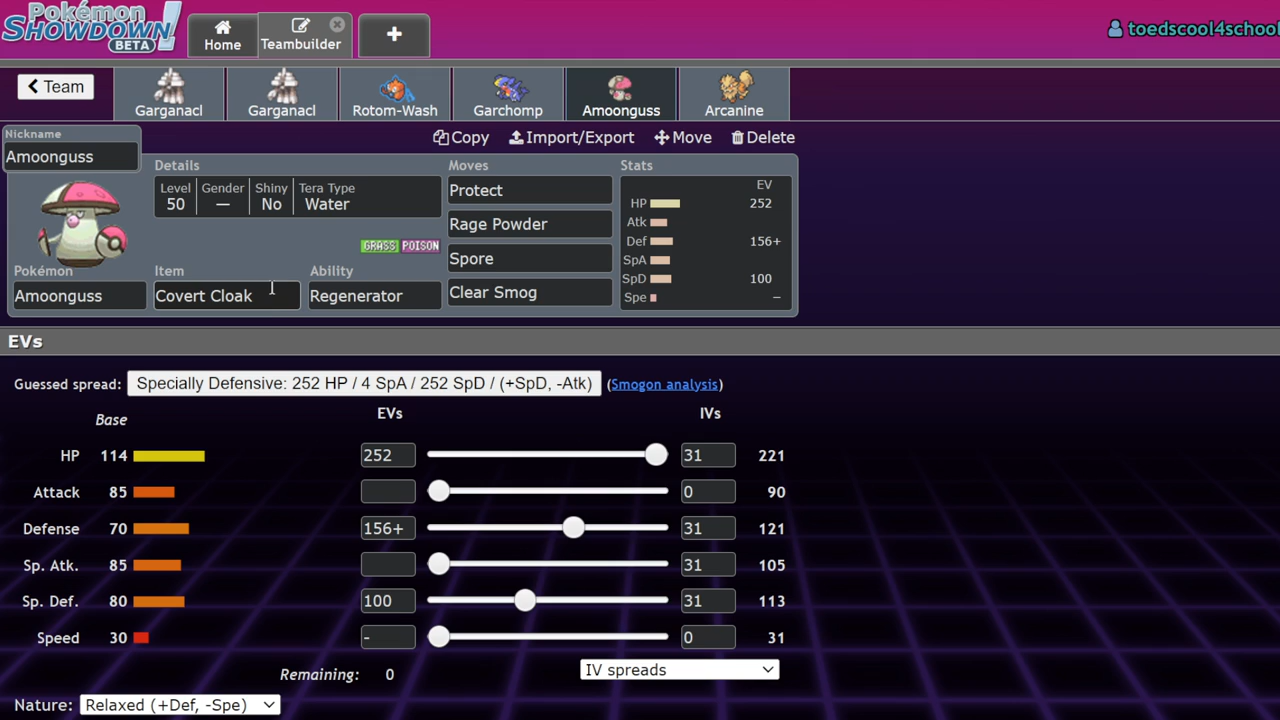 Pokémon
SHOWDOWN!
BETA
Home
Teambuilder
+
toedscool4school
Team
Garganacl
Garganacl
Rotom-Wash
Garchomp
Amoonguss
Arcanine
Copy
Import/Export
Move
Delete
Nickname
Amoonguss
Details
Level
50
Gender
—
Shiny
No
Tera Type
Water
GRASS POISON
Pokémon
Amoonguss
Item
Covert Cloak
Ability
Regenerator
Moves
Protect
Rage Powder
Spore
Clear Smog
Stats
EV
HP 252
Atk
Def 156+
SpA
SpD 100
Spe –
EVs
Guessed spread: Specially Defensive: 252 HP / 4 SpA / 252 SpD / (+SpD, -Atk) (Smogon analysis)
Base EVs IVs
HP 114 252 31 221
Attack 85 0 90
Defense 70 156+ 31 121
Sp. Atk. 85 31 105
Sp. Def. 80 100 31 113
Speed 30 - 0 31
Remaining: 0
IV spreads
Nature: Relaxed (+Def, -Spe)